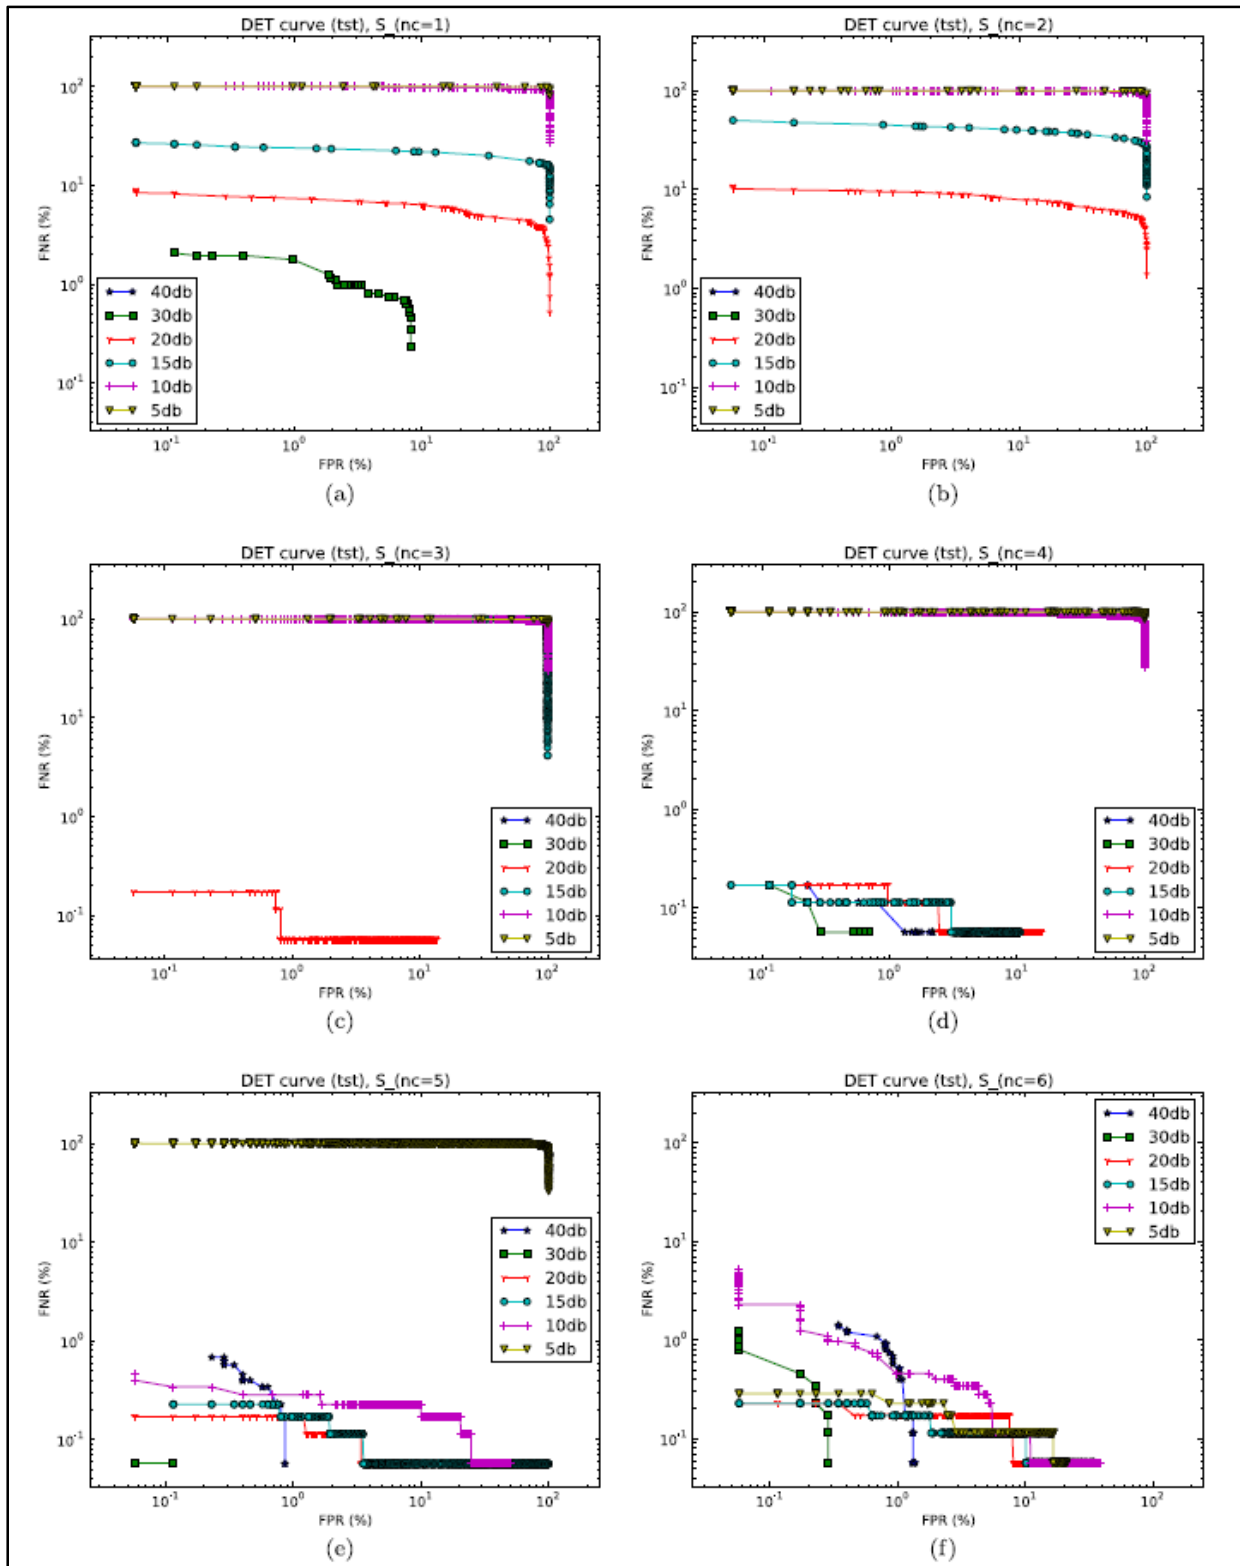 DET curve (tst), S_(nc=1)
10²
10¹
10⁰
10⁻¹
FNR (%)
40db
30db
20db
15db
10db
5db
10⁻¹ 10⁰ 10¹ 10²
FPR (%)
(a)
DET curve (tst), S_(nc=2)
10²
10¹
10⁰
10⁻¹
FNR (%)
40db
30db
20db
15db
10db
5db
10⁻¹ 10⁰ 10¹ 10²
FPR (%)
(b)
DET curve (tst), S_(nc=3)
10²
10¹
10⁰
10⁻¹
FNR (%)
40db
30db
20db
15db
10db
5db
10⁻¹ 10⁰ 10¹ 10²
FPR (%)
(c)
DET curve (tst), S_(nc=4)
10²
10¹
10⁰
10⁻¹
FNR (%)
40db
30db
20db
15db
10db
5db
10⁻¹ 10⁰ 10¹ 10²
FPR (%)
(d)
DET curve (tst), S_(nc=5)
10²
10¹
10⁰
10⁻¹
FNR (%)
40db
30db
20db
15db
10db
5db
10⁻¹ 10⁰ 10¹ 10²
FPR (%)
(e)
DET curve (tst), S_(nc=6)
10²
10¹
10⁰
10⁻¹
FNR (%)
40db
30db
20db
15db
10db
5db
10⁻¹ 10⁰ 10¹ 10²
FPR (%)
(f)